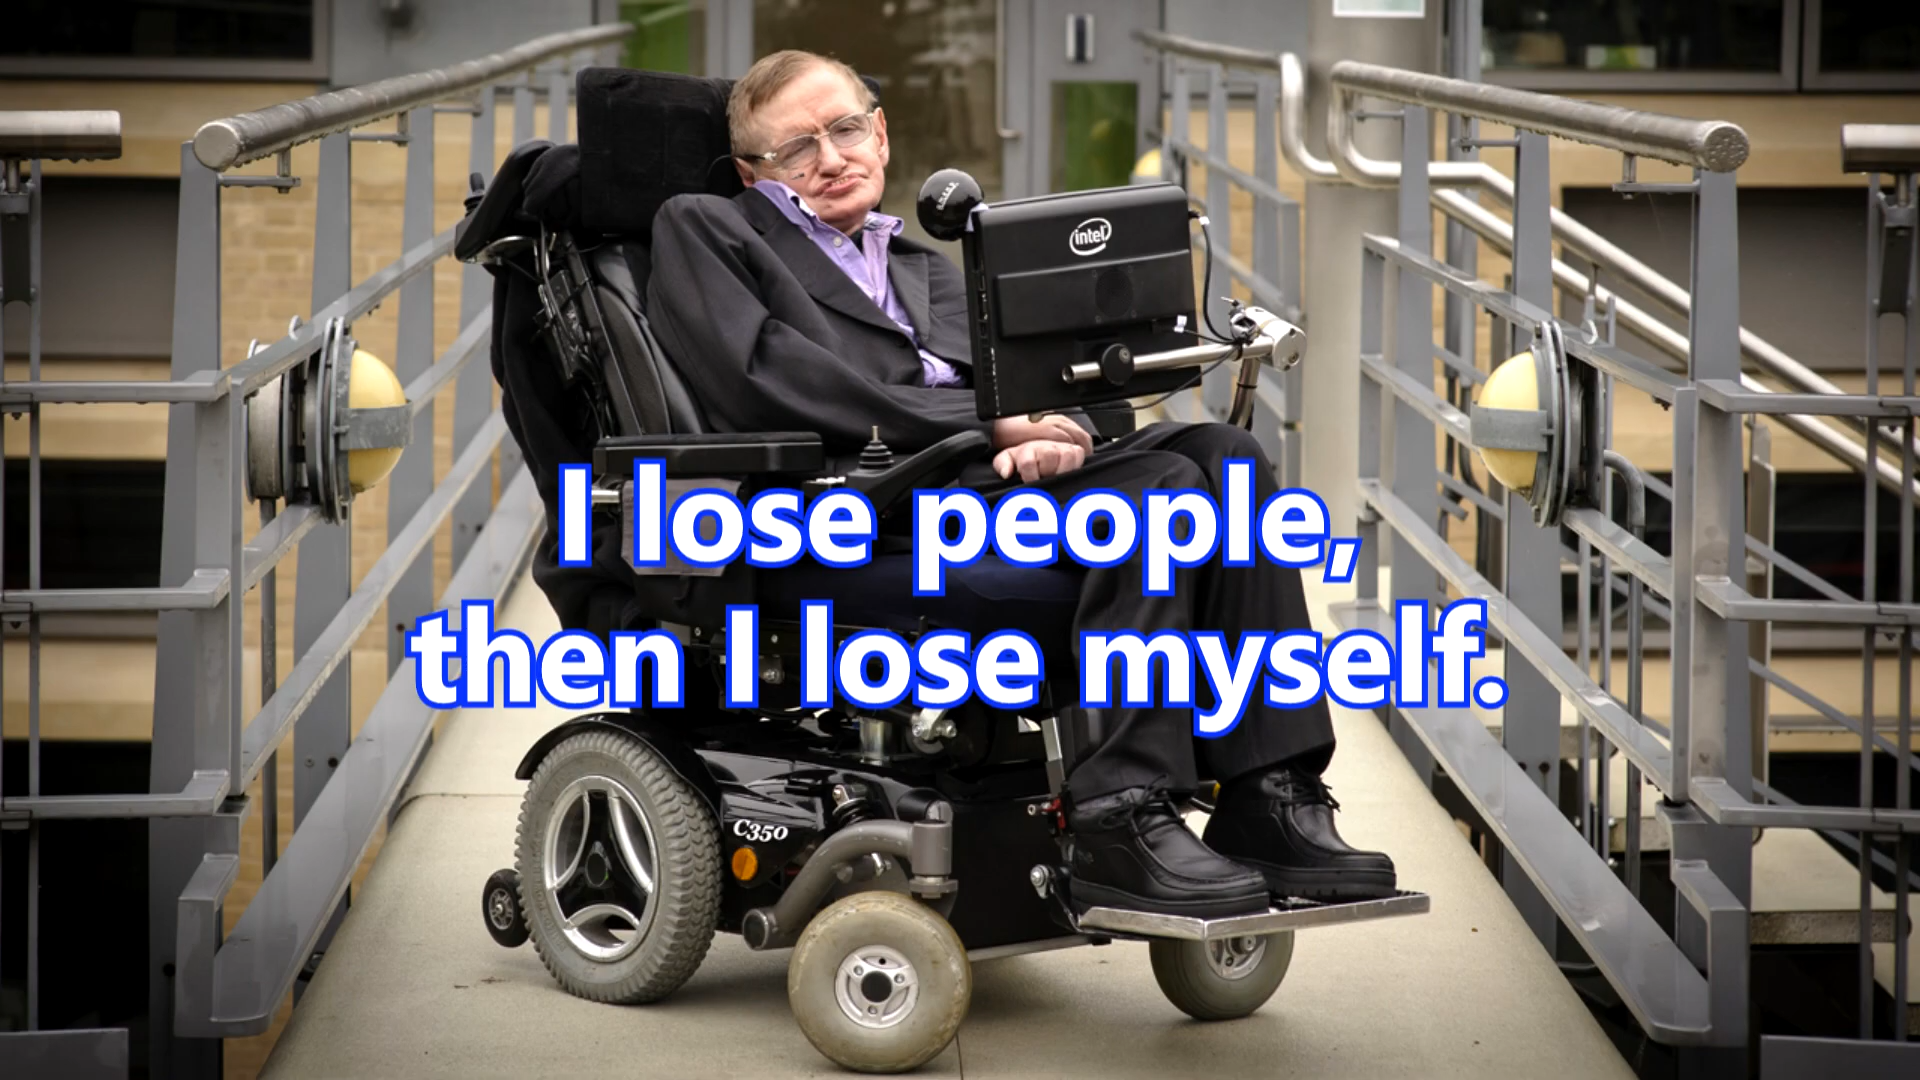 intel
I lose people,
then I lose myself.
C350